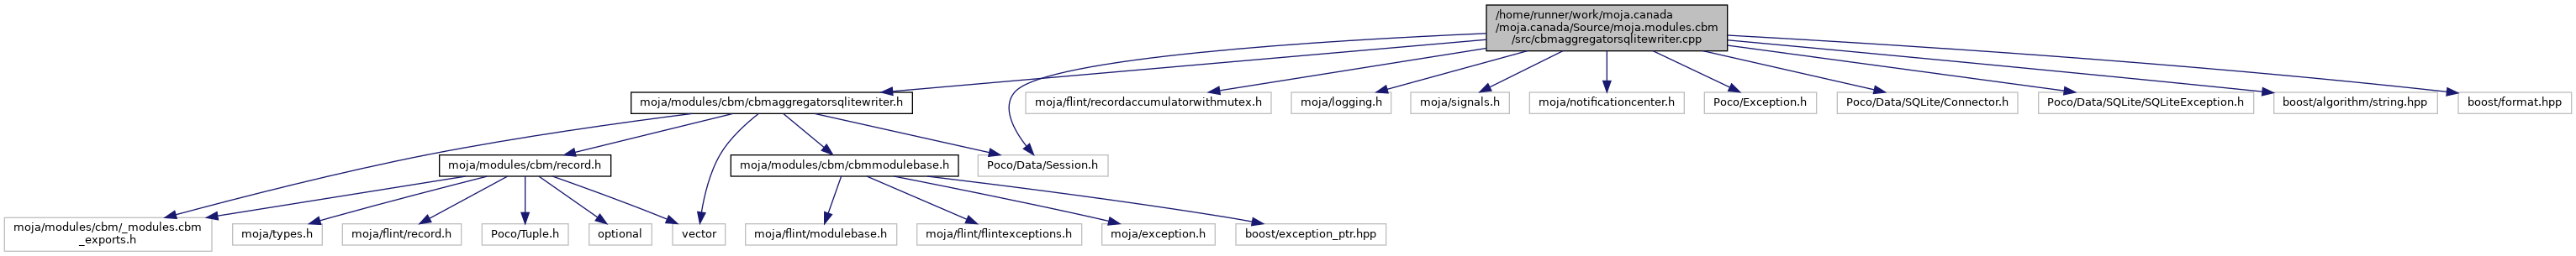 /home/runner/work/moja.canada
/moja.canada/Source/moja.modules.cbm
/src/cbmaggregatorsqlitewriter.cpp
moja/modules/cbm/cbmaggregatorsqlitewriter.h
moja/flint/recordaccumulatorwithmutex.h
moja/logging.h
moja/signals.h
moja/notificationcenter.h
Poco/Exception.h
Poco/Data/SQLite/Connector.h
Poco/Data/SQLite/SQLiteException.h
boost/algorithm/string.hpp
boost/format.hpp
moja/modules/cbm/record.h
moja/modules/cbm/cbmmodulebase.h
Poco/Data/Session.h
moja/modules/cbm/_modules.cbm
_exports.h
moja/types.h
moja/flint/record.h
Poco/Tuple.h
optional
vector
moja/flint/modulebase.h
moja/flint/flintexceptions.h
moja/exception.h
boost/exception_ptr.hpp